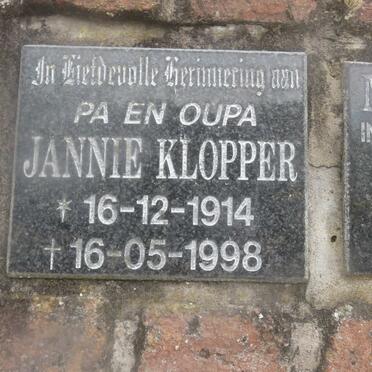 In Liefdevolle Herinnering aan
PA EN OUPA
JANNIE KLOPPER
* 16-12-1914
† 16-05-1998